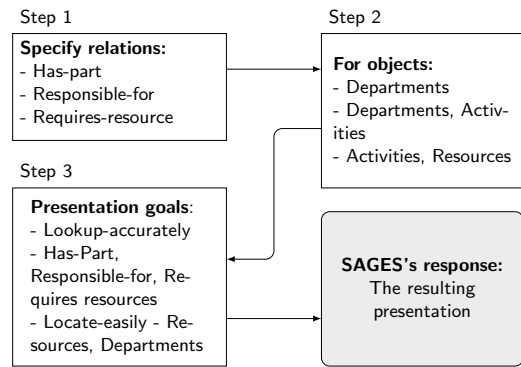 Step 1
Specify relations:
- Has-part
- Responsible-for
- Requires-resource
Step 2
For objects:
- Departments
- Departments, Activ-
ities
- Activities, Resources
Step 3
Presentation goals:
- Lookup-accurately
- Has-Part,
Responsible-for, Re-
quires resources
- Locate-easily - Re-
sources, Departments
SAGES's response:
The resulting
presentation